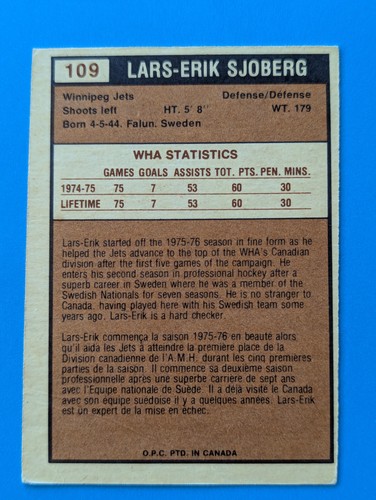 109 LARS-ERIK SJOBERG
Winnipeg Jets Defense/Défense
Shoots left HT. 5' 8'' WT. 179
Born 4-5-44. Falun, Sweden
WHA STATISTICS
GAMES GOALS ASSISTS TOT. PTS. PEN. MINS.
1974-75 75 7 53 60 30
LIFETIME 75 7 53 60 30
Lars-Erik started off the 1975-76 season in fine form as he
helped the Jets advance to the top of the WHA's Canadian
division after the first five games of the campaign. He
enters his second season in professional hockey after a
superb career in Sweden where he was a member of the
Swedish Nationals for seven seasons. He is no stranger to
Canada, having played here with his Swedish team some
years ago. Lars-Erik is a hard checker.
Lars-Erik commença la saison 1975-76 en beauté alors
qu'il aida les Jets à atteindre la première place de la
Division canadienne de l'A.M.H. durant les cinq premières
parties de la saison. Il commence sa deuxième saison
professionnelle après une superbe carrière de sept ans
avec l'Equipe nationale de Suède. Il a déjà visité le Canada
avec son équipe suédoise il y a quelques années. Lars-Erik
est un expert de la mise en échec.
O.P.C. PTD. IN CANADA